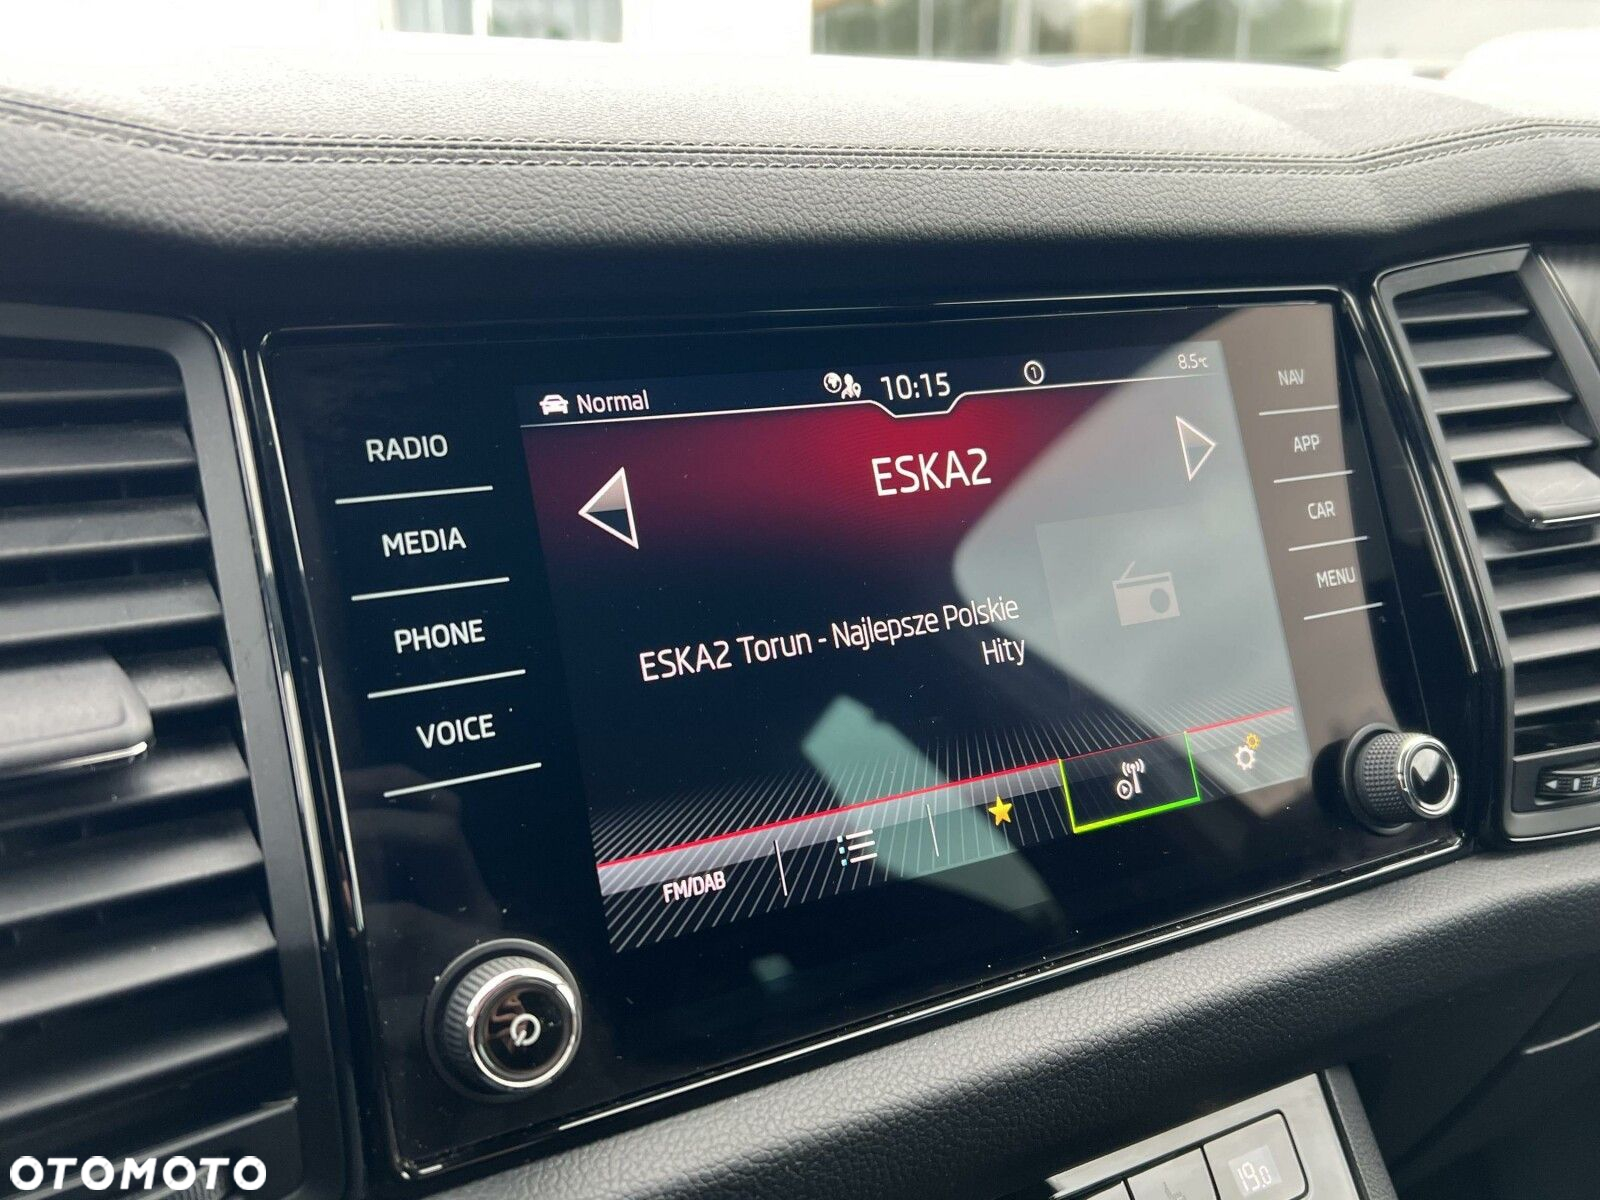 Normal
10:15
1
8.5°C
RADIO
MEDIA
PHONE
VOICE
ESKA2
ESKA2 Torun - Najlepsze Polskie
Hity
FM/DAB
NAV
APP
CAR
MENU
19.0
OTOMOTO